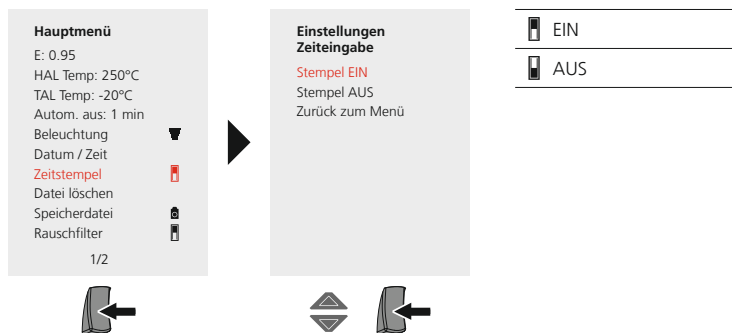 Hauptmenü
E: 0.95
HAL Temp: 250°C
TAL Temp: -20°C
Autom. aus: 1 min
Beleuchtung
Datum / Zeit
Zeitstempel
Datei löschen
Speicherdatei
Rauschfilter
1/2
Einstellungen
Zeiteingabe
Stempel EIN
Stempel AUS
Zurück zum Menü
EIN
AUS